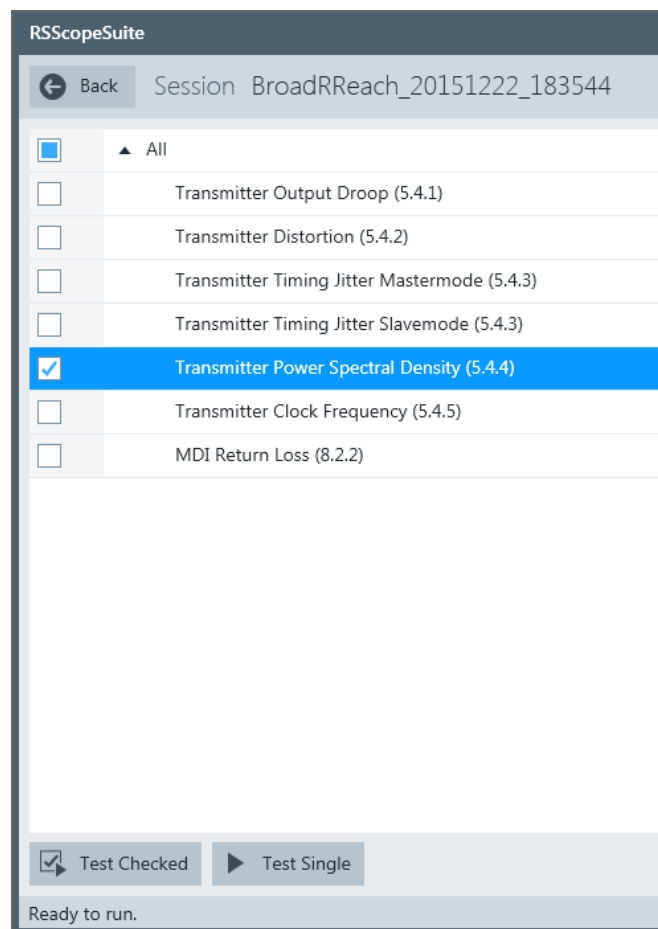 RSScopeSuite
Back Session BroadRReach_20151222_183544
All
Transmitter Output Droop (5.4.1)
Transmitter Distortion (5.4.2)
Transmitter Timing Jitter Mastermode (5.4.3)
Transmitter Timing Jitter Slavemode (5.4.3)
Transmitter Power Spectral Density (5.4.4)
Transmitter Clock Frequency (5.4.5)
MDI Return Loss (8.2.2)
Test Checked Test Single
Ready to run.